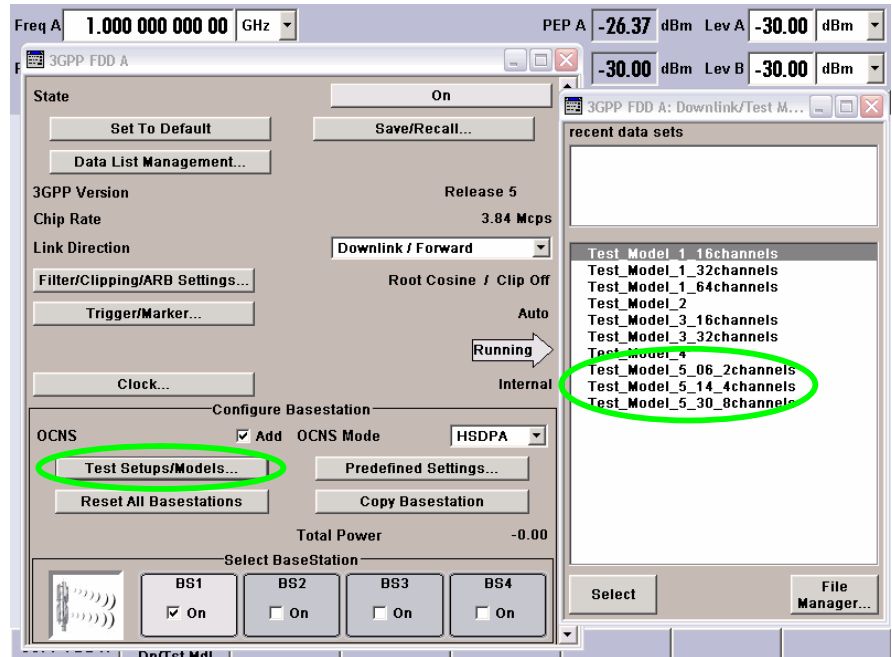 Freq A 1.000 000 000 00 GHz PEP A -26.37 dBm Lev A -30.00 dBm
-30.00 dBm Lev B -30.00 dBm
3GPP FDD A
State On
Set To Default Save/Recall...
Data List Management...
3GPP Version Release 5
Chip Rate 3.84 Mcps
Link Direction Downlink / Forward
Filter/Clipping/ARB Settings... Root Cosine / Clip Off
Trigger/Marker... Auto
Running
Clock... Internal
Configure Basestation
OCNS Add OCNS Mode HSDPA
Test Setups/Models... Predefined Settings...
Reset All Basestations Copy Basestation
Total Power -0.00
Select BaseStation
BS1 BS2 BS3 BS4
On On On On
3GPP FDD A: Downlink/Test M...
recent data sets
Test_Model_1_16channels
Test_Model_1_32channels
Test_Model_1_64channels
Test_Model_2
Test_Model_3_16channels
Test_Model_3_32channels
Test_Model_4
Test_Model_5_06_2channels
Test_Model_5_14_4channels
Test_Model_5_30_8channels
Select File Manager...
Dn/Tst Mdl